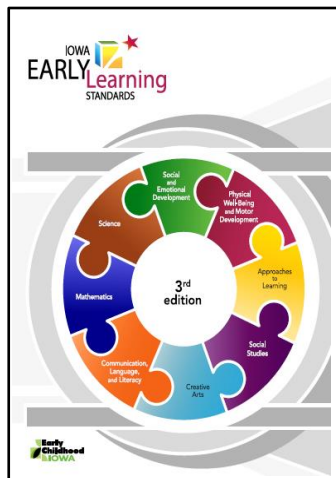 IOWA
EARLY Learning
STANDARDS
Social
and
Emotional
Development
Physical
Well-Being
and Motor
Development
Approaches
to
Learning
Social
Studies
Creative
Arts
Communication,
Language,
and Literacy
Mathematics
Science
3rd
edition
Early
Childhood
IOWA